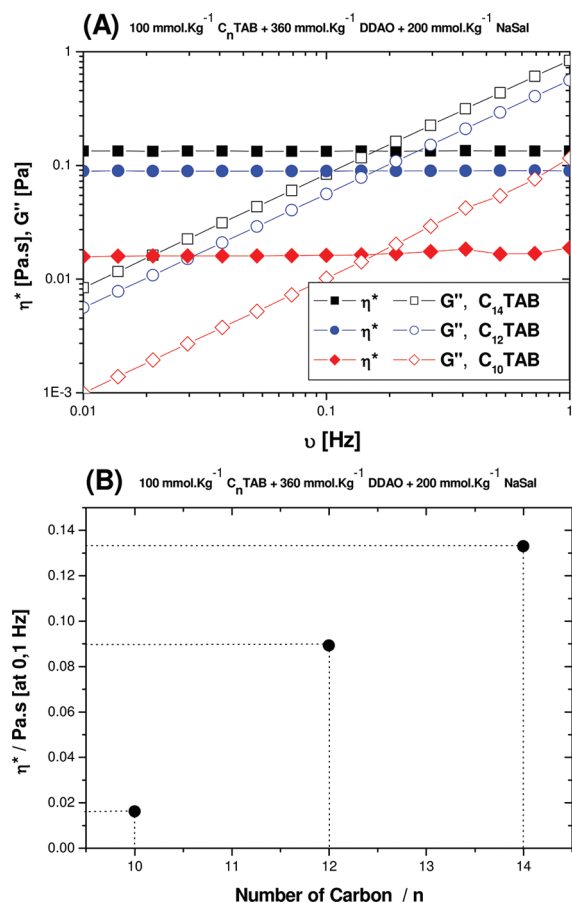 (A) 100 mmol.Kg⁻¹ CₙTAB + 360 mmol.Kg⁻¹ DDAO + 200 mmol.Kg⁻¹ NaSal
1
0.1
0.01
1E-3
η* [Pa.s], G'' [Pa]
η* G'', C₁₄TAB
η* G'', C₁₂TAB
η* G'', C₁₀TAB
0.01 0.1 1
υ [Hz]
(B) 100 mmol.Kg⁻¹ CₙTAB + 360 mmol.Kg⁻¹ DDAO + 200 mmol.Kg⁻¹ NaSal
0.14
0.12
0.10
0.08
0.06
0.04
0.02
0.00
η* / Pa.s [at 0,1 Hz]
10 11 12 13 14
Number of Carbon / n